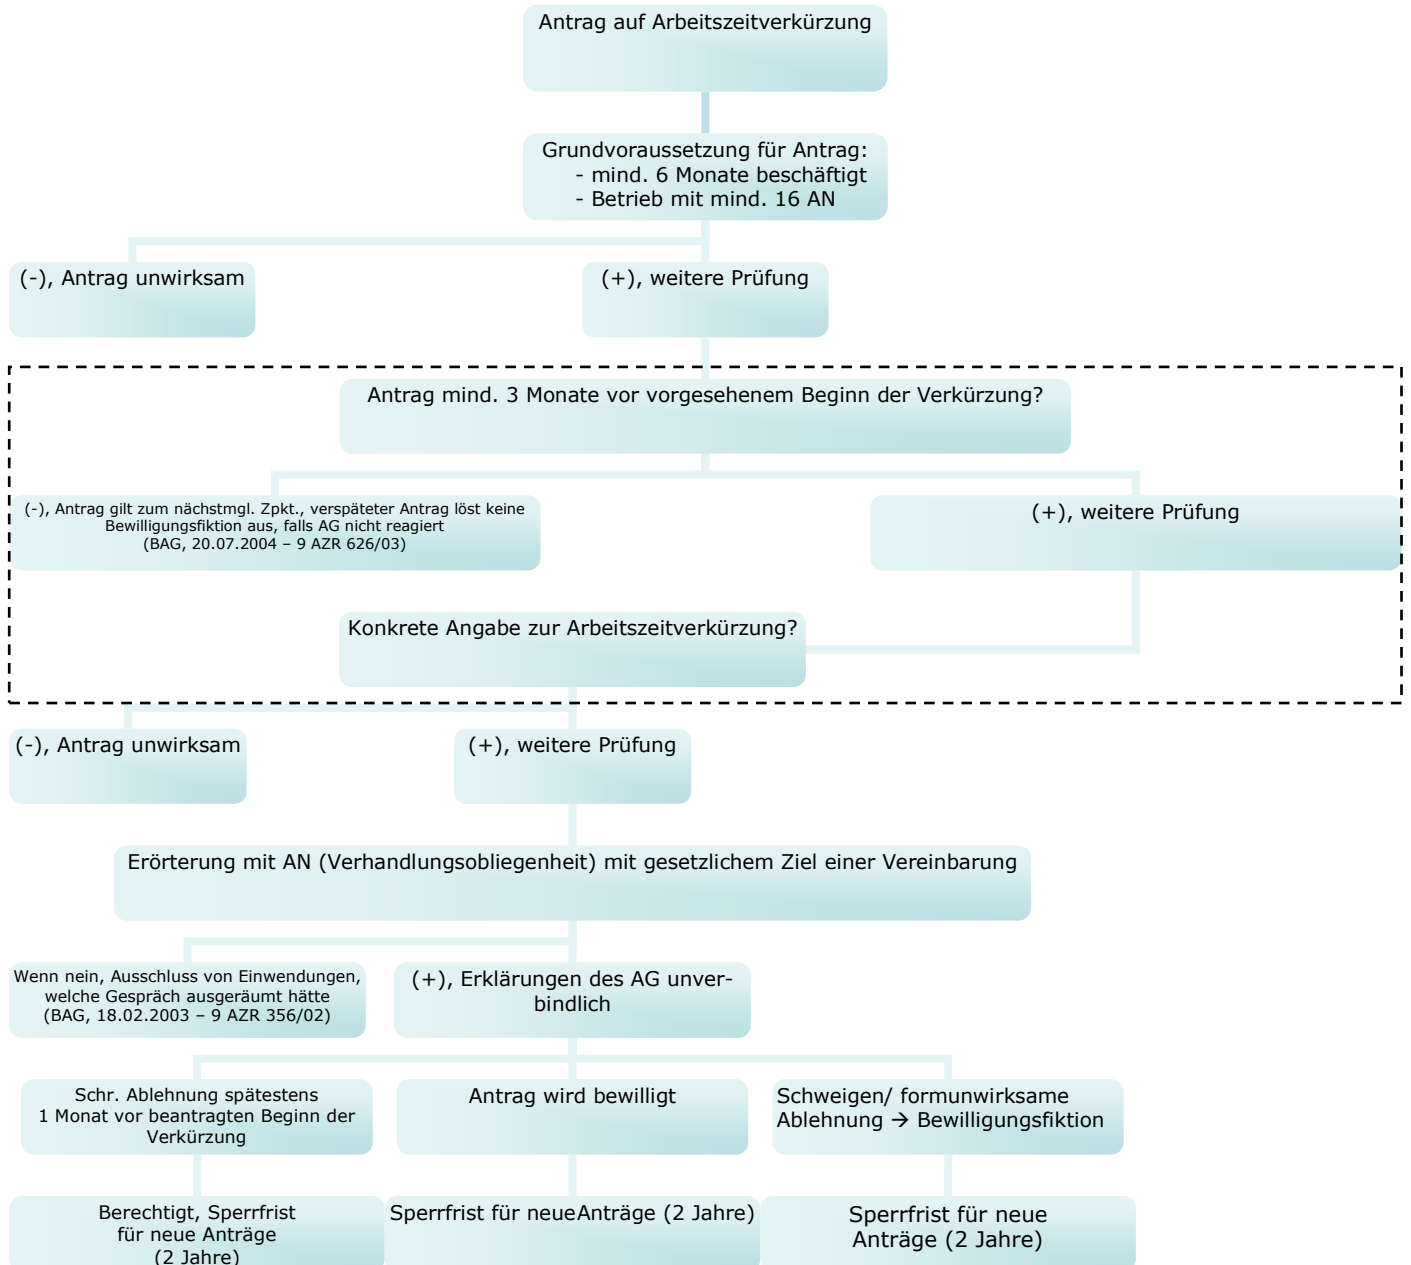 Antrag auf Arbeitszeitverkürzung
Grundvoraussetzung für Antrag:
- mind. 6 Monate beschäftigt
- Betrieb mit mind. 16 AN
(-), Antrag unwirksam
(+), weitere Prüfung
Antrag mind. 3 Monate vor vorgesehenem Beginn der Verkürzung?
(-), Antrag gilt zum nächstmgl. Zpkt., verspäteter Antrag löst keine
Bewilligungsfiktion aus, falls AG nicht reagiert
(BAG, 20.07.2004 – 9 AZR 626/03)
(+), weitere Prüfung
Konkrete Angabe zur Arbeitszeitverkürzung?
(-), Antrag unwirksam
(+), weitere Prüfung
Erörterung mit AN (Verhandlungsobliegenheit) mit gesetzlichem Ziel einer Vereinbarung
Wenn nein, Ausschluss von Einwendungen,
welche Gespräch ausgeräumt hätte
(BAG, 18.02.2003 – 9 AZR 356/02)
(+), Erklärungen des AG unver-
bindlich
Schr. Ablehnung spätestens
1 Monat vor beantragten Beginn der
Verkürzung
Antrag wird bewilligt
Schweigen/ formunwirksame
Ablehnung → Bewilligungsfiktion
Berechtigt, Sperrfrist
für neue Anträge
(2 Jahre)
Sperrfrist für neueAnträge (2 Jahre)
Sperrfrist für neue
Anträge (2 Jahre)